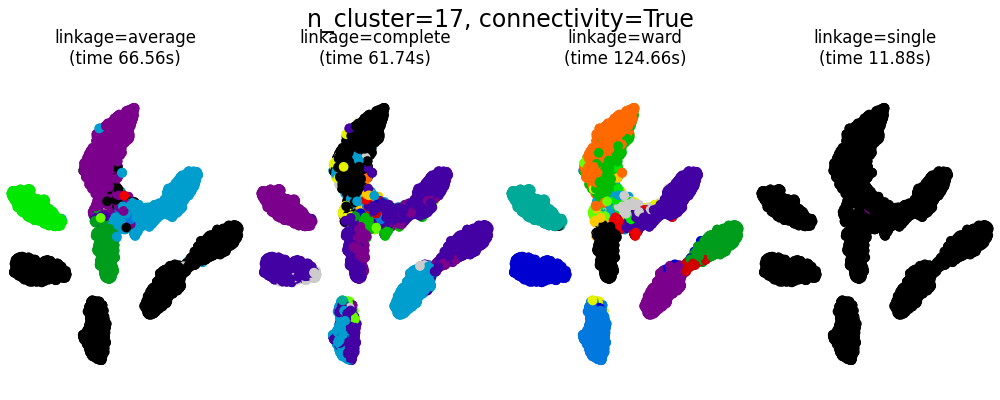 n_cluster=17, connectivity=True
linkage=average
(time 66.56s)
linkage=complete
(time 61.74s)
linkage=ward
(time 124.66s)
linkage=single
(time 11.88s)